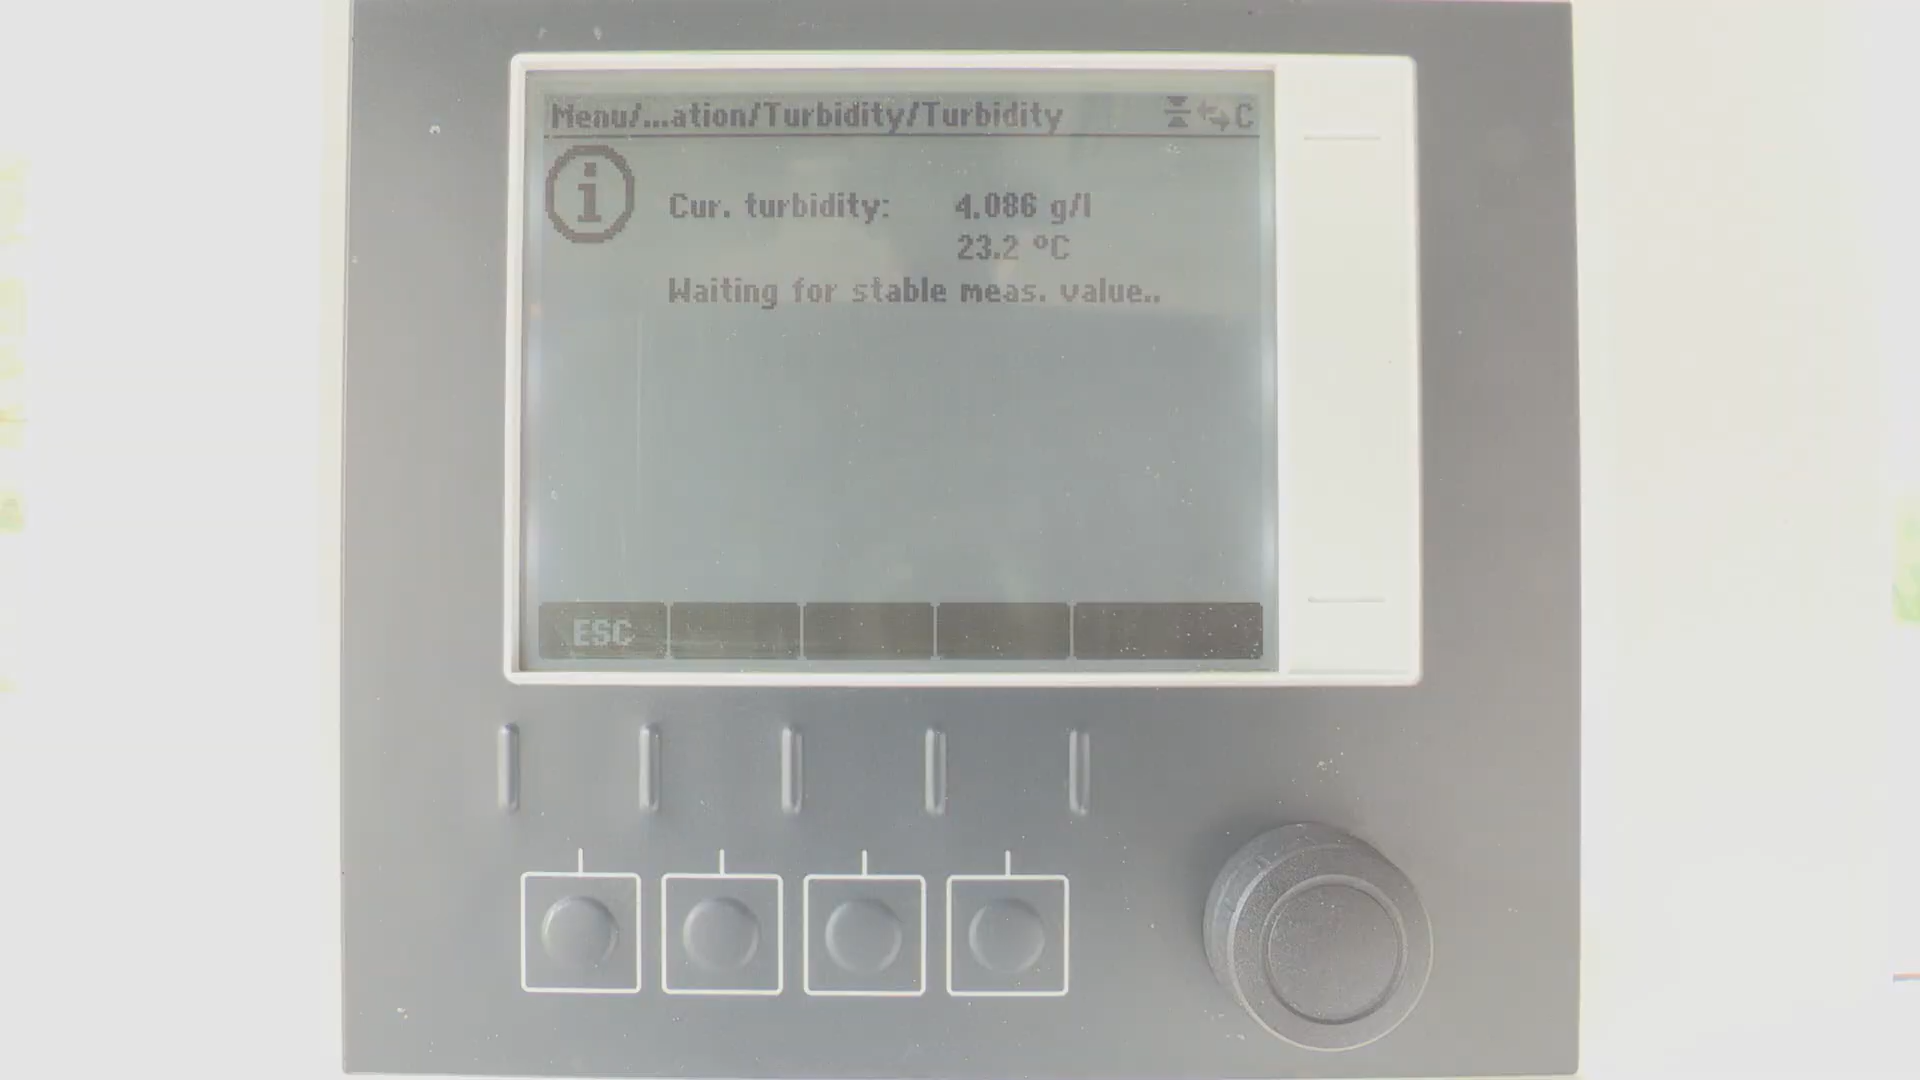 Menu/...ation/Turbidity/Turbidity C
i
Cur. turbidity: 4.086 g/l
23.2 °C
Waiting for stable meas. value..
ESC